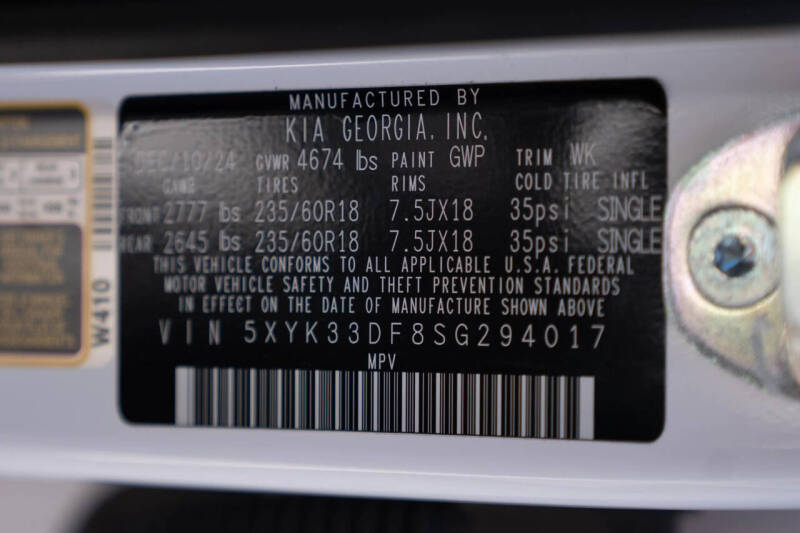 MANUFACTURED BY
KIA GEORGIA, INC.
DEC/10/24 GVWR 4674 lbs PAINT GWP TRIM WK
GAWR TIRES RIMS COLD TIRE INFL
FRONT 2777 lbs 235/60R18 7.5JX18 35psi SINGLE
REAR 2645 lbs 235/60R18 7.5JX18 35psi SINGLE
THIS VEHICLE CONFORMS TO ALL APPLICABLE U.S.A. FEDERAL
MOTOR VEHICLE SAFETY AND THEFT PREVENTION STANDARDS
IN EFFECT ON THE DATE OF MANUFACTURE SHOWN ABOVE
VIN 5XYK33DF8SG294017
MPV
W410